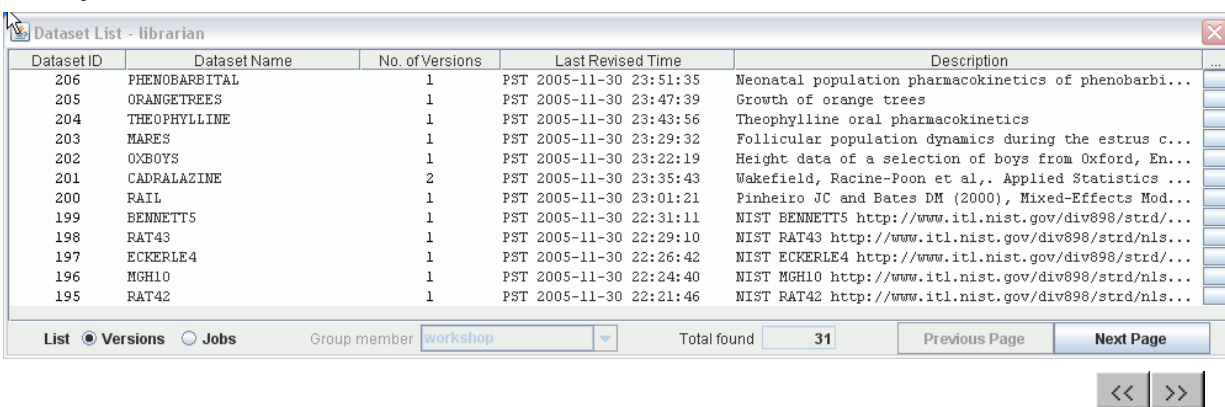 Dataset List - librarian
Dataset ID Dataset Name No. of Versions Last Revised Time Description ...
206 PHENOBARBITAL 1 PST 2005-11-30 23:51:35 Neonatal population pharmacokinetics of phenobarbi...
205 ORANGETREES 1 PST 2005-11-30 23:47:39 Growth of orange trees
204 THEOPHYLLINE 1 PST 2005-11-30 23:43:56 Theophylline oral pharmacokinetics
203 MARES 1 PST 2005-11-30 23:29:32 Follicular population dynamics during the estrus c...
202 OXBOYS 1 PST 2005-11-30 23:22:19 Height data of a selection of boys from Oxford, En...
201 CADRALAZINE 2 PST 2005-11-30 23:35:43 Wakefield, Racine-Poon et al,. Applied Statistics ...
200 RAIL 1 PST 2005-11-30 23:01:21 Pinheiro JC and Bates DM (2000), Mixed-Effects Mod...
199 BENNETT5 1 PST 2005-11-30 22:31:11 NIST BENNETT5 http://www.itl.nist.gov/div898/strd/...
198 RAT43 1 PST 2005-11-30 22:29:10 NIST RAT43 http://www.itl.nist.gov/div898/strd/nls...
197 ECKERLE4 1 PST 2005-11-30 22:26:42 NIST ECKERLE4 http://www.itl.nist.gov/div898/strd/...
196 MGH10 1 PST 2005-11-30 22:24:40 NIST MGH10 http://www.itl.nist.gov/div898/strd/nls...
195 RAT42 1 PST 2005-11-30 22:21:46 NIST RAT42 http://www.itl.nist.gov/div898/strd/nls...
List Versions Jobs Group member workshop Total found 31 Previous Page Next Page
<< >>